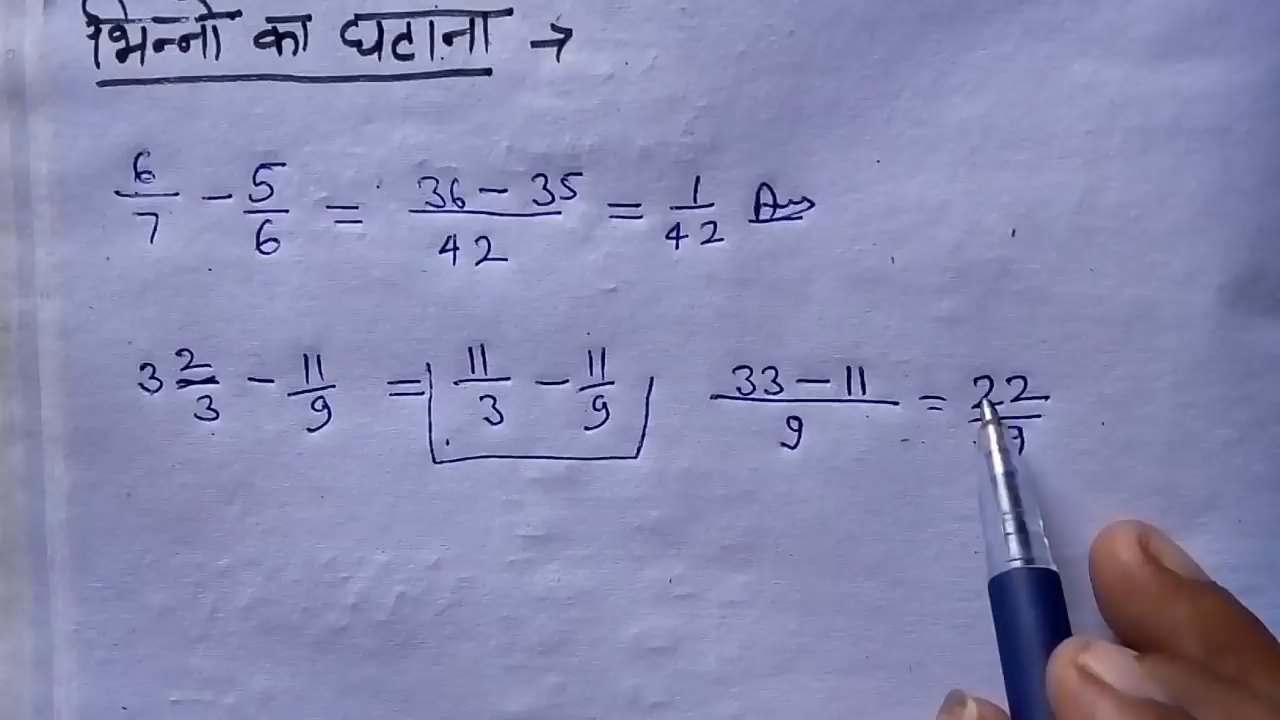 भिन्नो का घटाना →
6/7 - 5/6 = 36 - 35/42 = 1/42 Ans
3 2/3 - 11/9 = 11/3 - 11/9 33 - 11/9 = 22/9